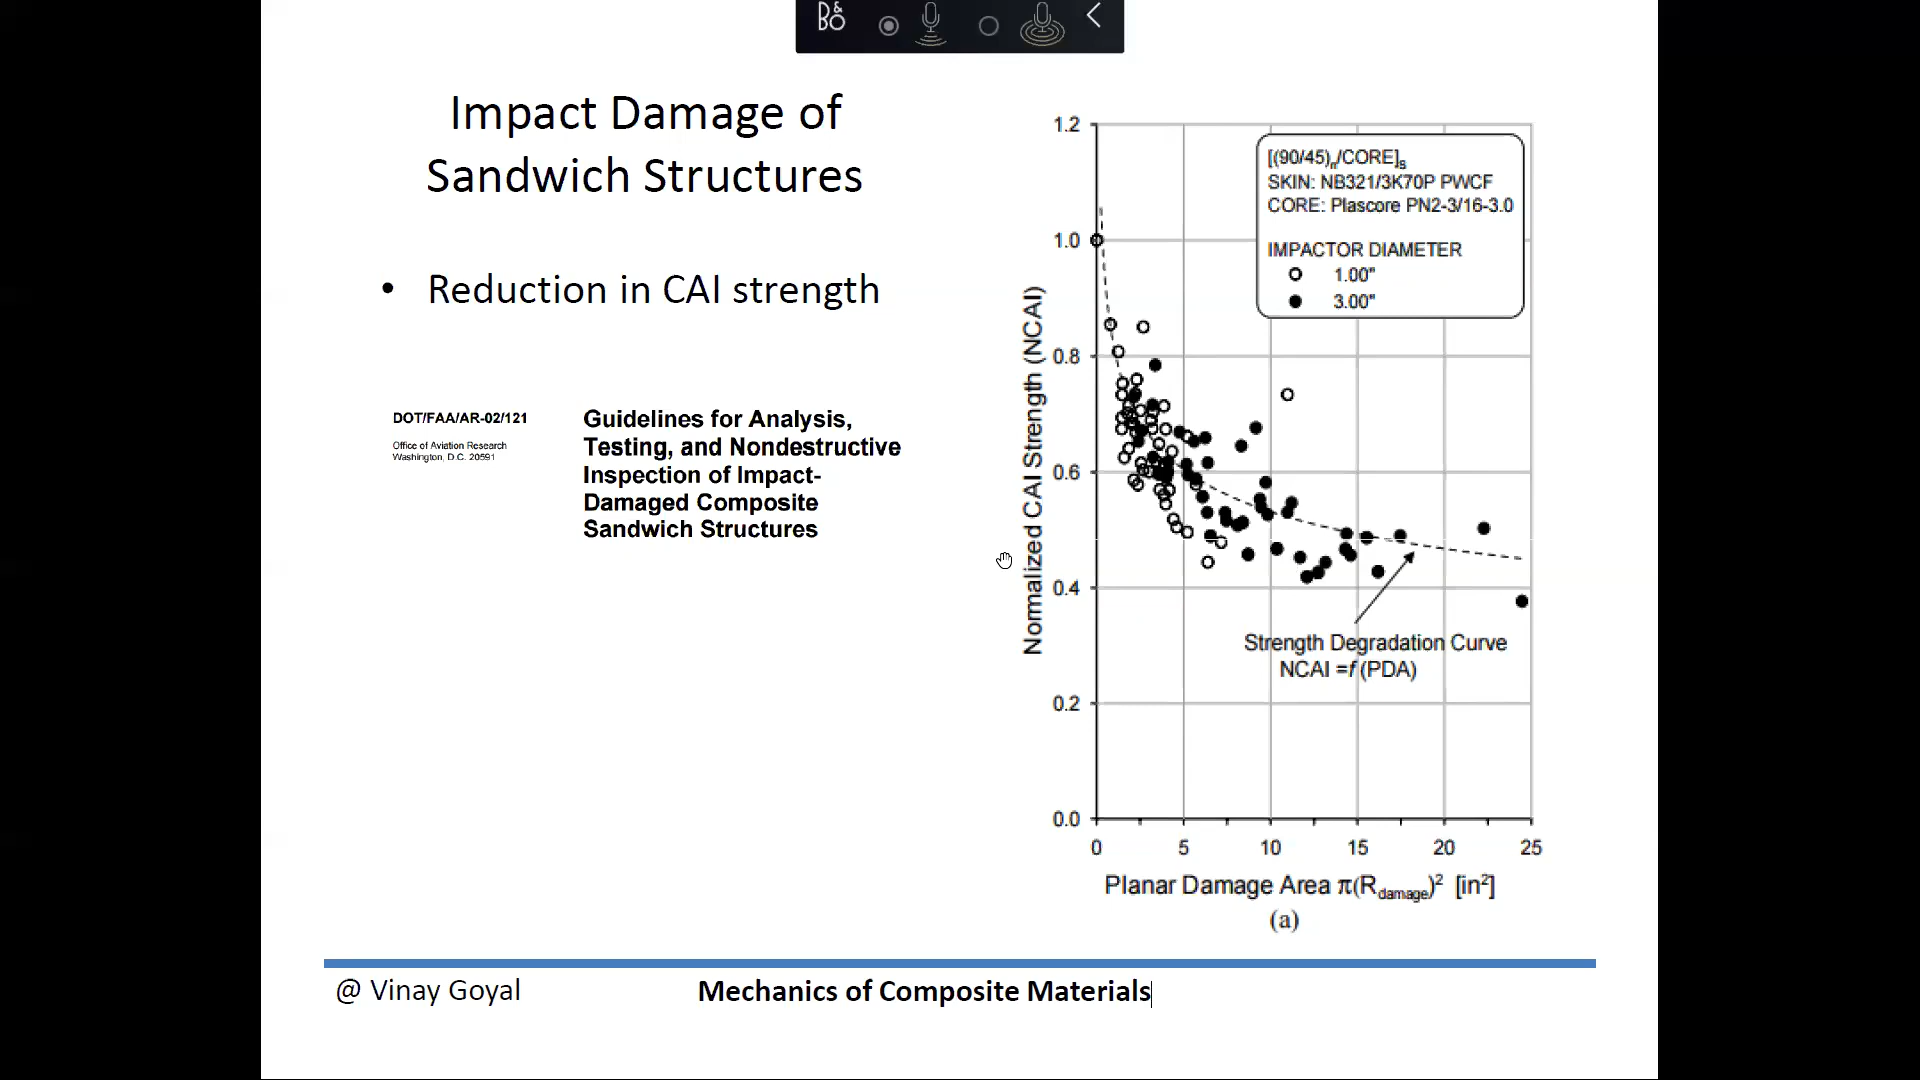 B&O
Impact Damage of
Sandwich Structures
• Reduction in CAI strength
DOT/FAA/AR-02/121
Office of Aviation Research
Washington, D.C. 20591
Guidelines for Analysis,
Testing, and Nondestructive
Inspection of Impact-
Damaged Composite
Sandwich Structures
Normalized CAI Strength (NCAI)
1.2
1.0
0.8
0.6
0.4
0.2
0.0
[(90/45)n/CORE]s
SKIN: NB321/3K70P PWCF
CORE: Plascore PN2-3/16-3.0
IMPACTOR DIAMETER
1.00"
3.00"
Strength Degradation Curve
NCAI =f (PDA)
0 5 10 15 20 25
Planar Damage Area π(Rdamage)² [in²]
(a)
@ Vinay Goyal
Mechanics of Composite Materials